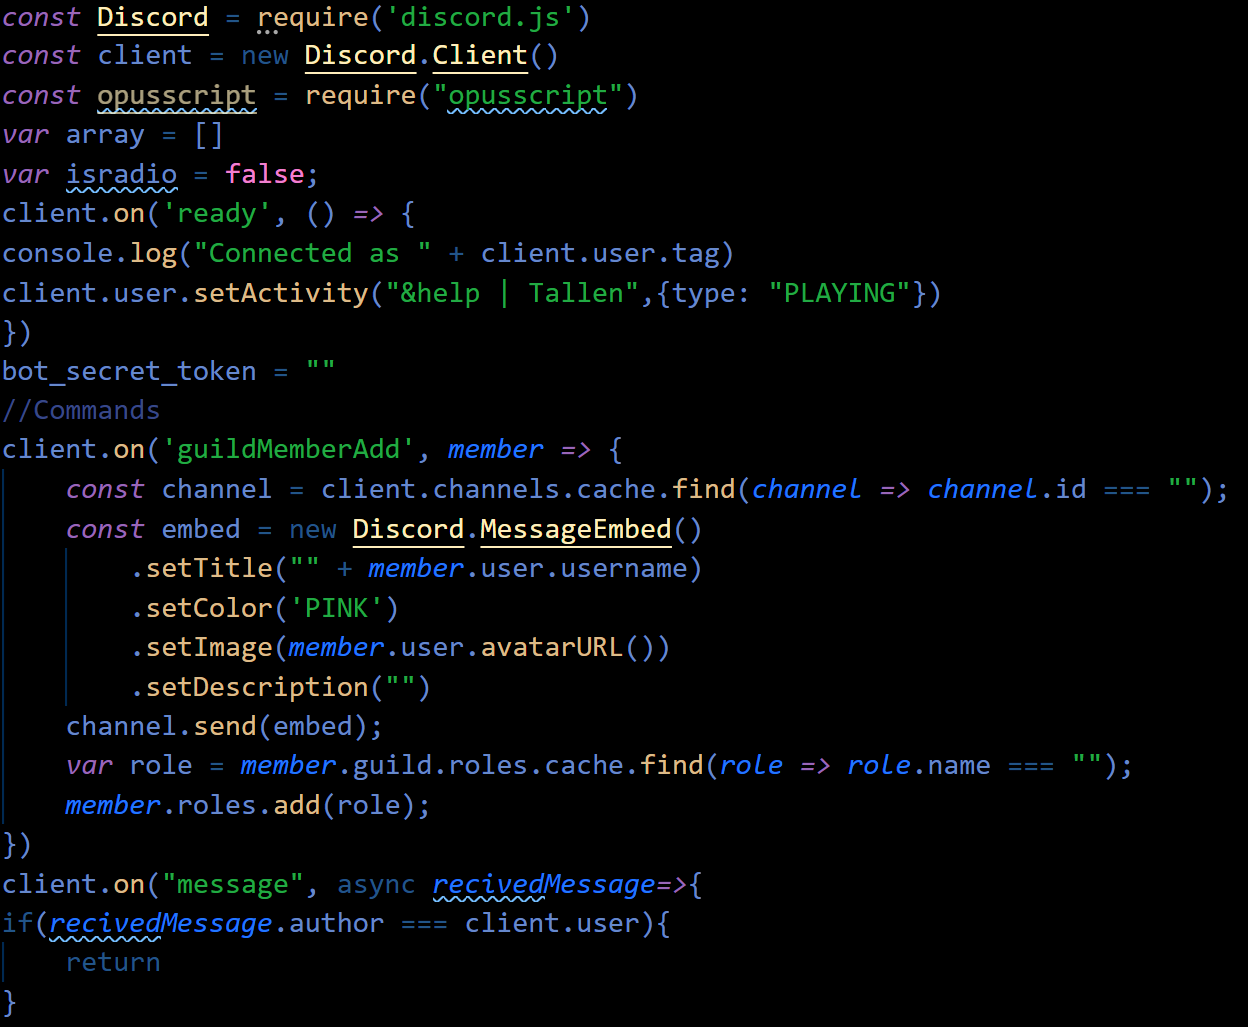 const Discord = require('discord.js')
const client = new Discord.Client()
const opusscript = require("opusscript")
var array = []
var isradio = false;
client.on('ready', () => {
console.log("Connected as " + client.user.tag)
client.user.setActivity("&help | Tallen",{type: "PLAYING"})
})
bot_secret_token = ""
//Commands
client.on('guildMemberAdd', member => {
    const channel = client.channels.cache.find(channel => channel.id === "");
    const embed = new Discord.MessageEmbed()
        .setTitle("" + member.user.username)
        .setColor('PINK')
        .setImage(member.user.avatarURL())
        .setDescription("")
    channel.send(embed);
    var role = member.guild.roles.cache.find(role => role.name === "");
    member.roles.add(role);
})
client.on("message", async recivedMessage=>{
if(recivedMessage.author === client.user){
    return
}